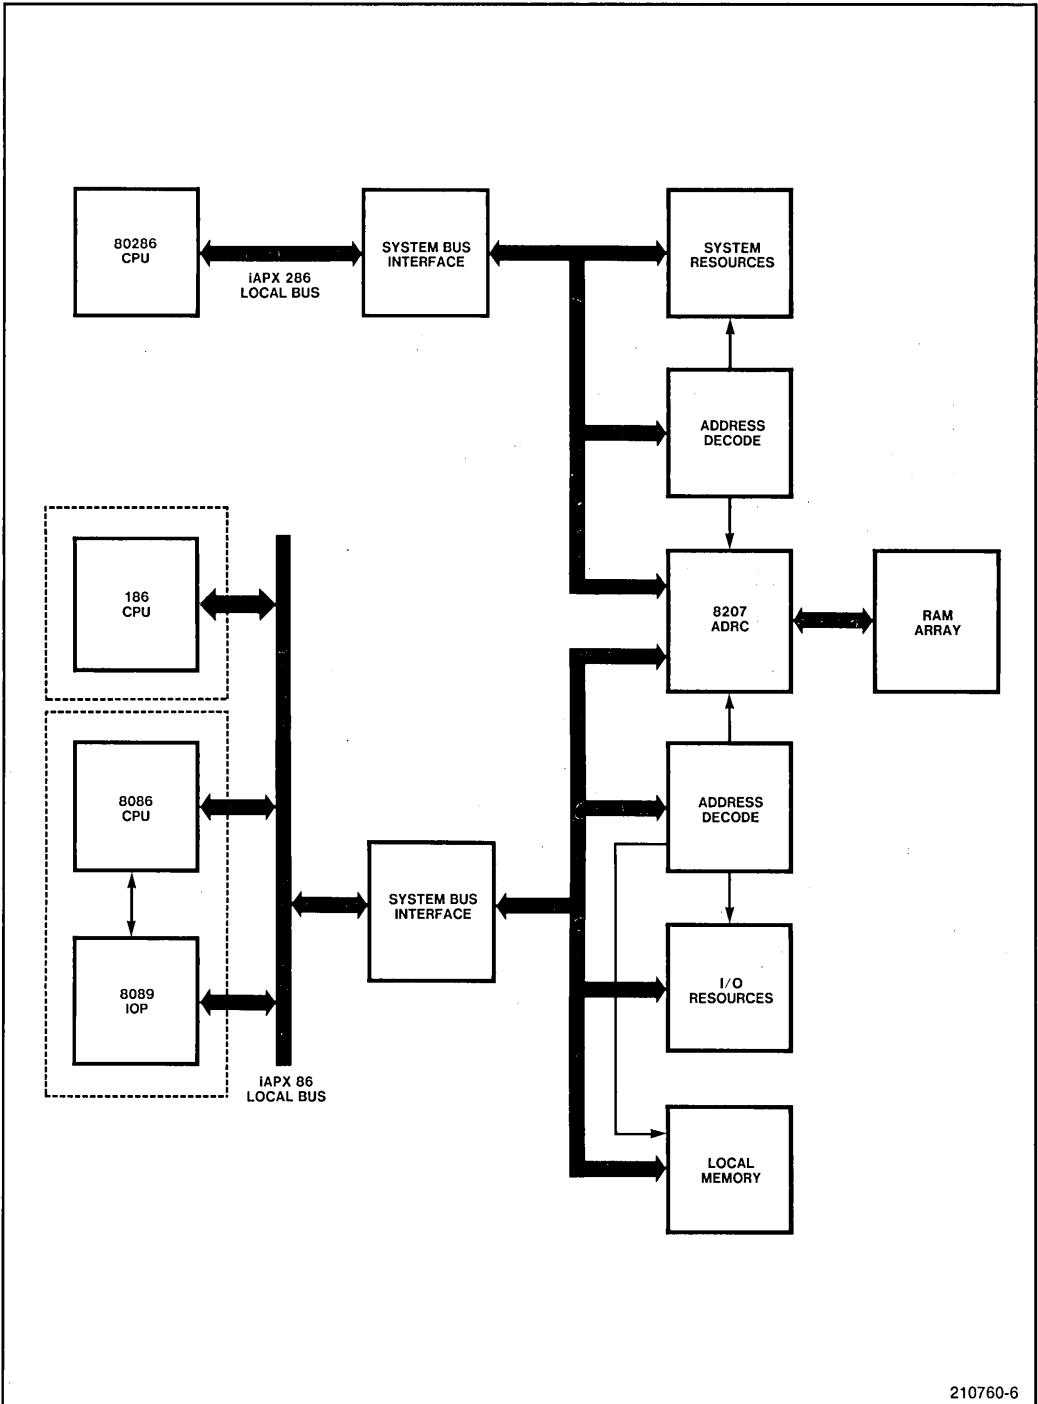 80286
CPU
iAPX 286
LOCAL BUS
SYSTEM BUS
INTERFACE
SYSTEM
RESOURCES
ADDRESS
DECODE
186
CPU
8207
ADRC
RAM
ARRAY
8086
CPU
ADDRESS
DECODE
SYSTEM BUS
INTERFACE
8089
IOP
I/O
RESOURCES
iAPX 86
LOCAL BUS
LOCAL
MEMORY
210760-6